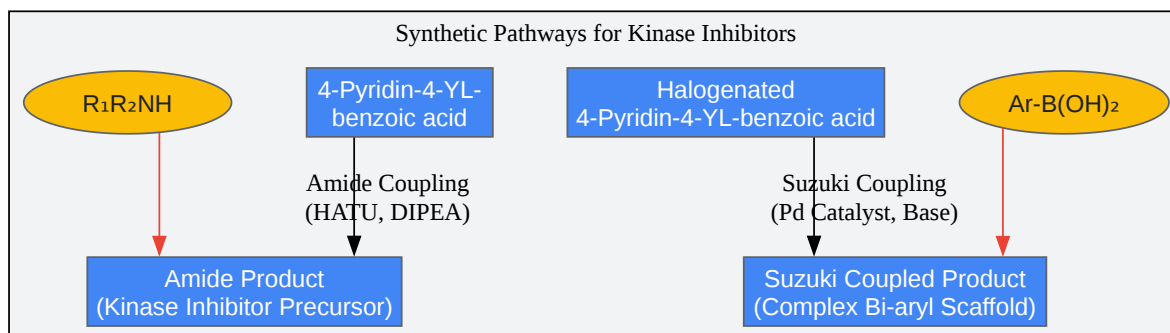 Synthetic Pathways for Kinase Inhibitors
R₁R₂NH
4-Pyridin-4-YL-
benzoic acid
Halogenated
4-Pyridin-4-YL-benzoic acid
Ar-B(OH)₂
Amide Coupling
(HATU, DIPEA)
Suzuki Coupling
(Pd Catalyst, Base)
Amide Product
(Kinase Inhibitor Precursor)
Suzuki Coupled Product
(Complex Bi-aryl Scaffold)